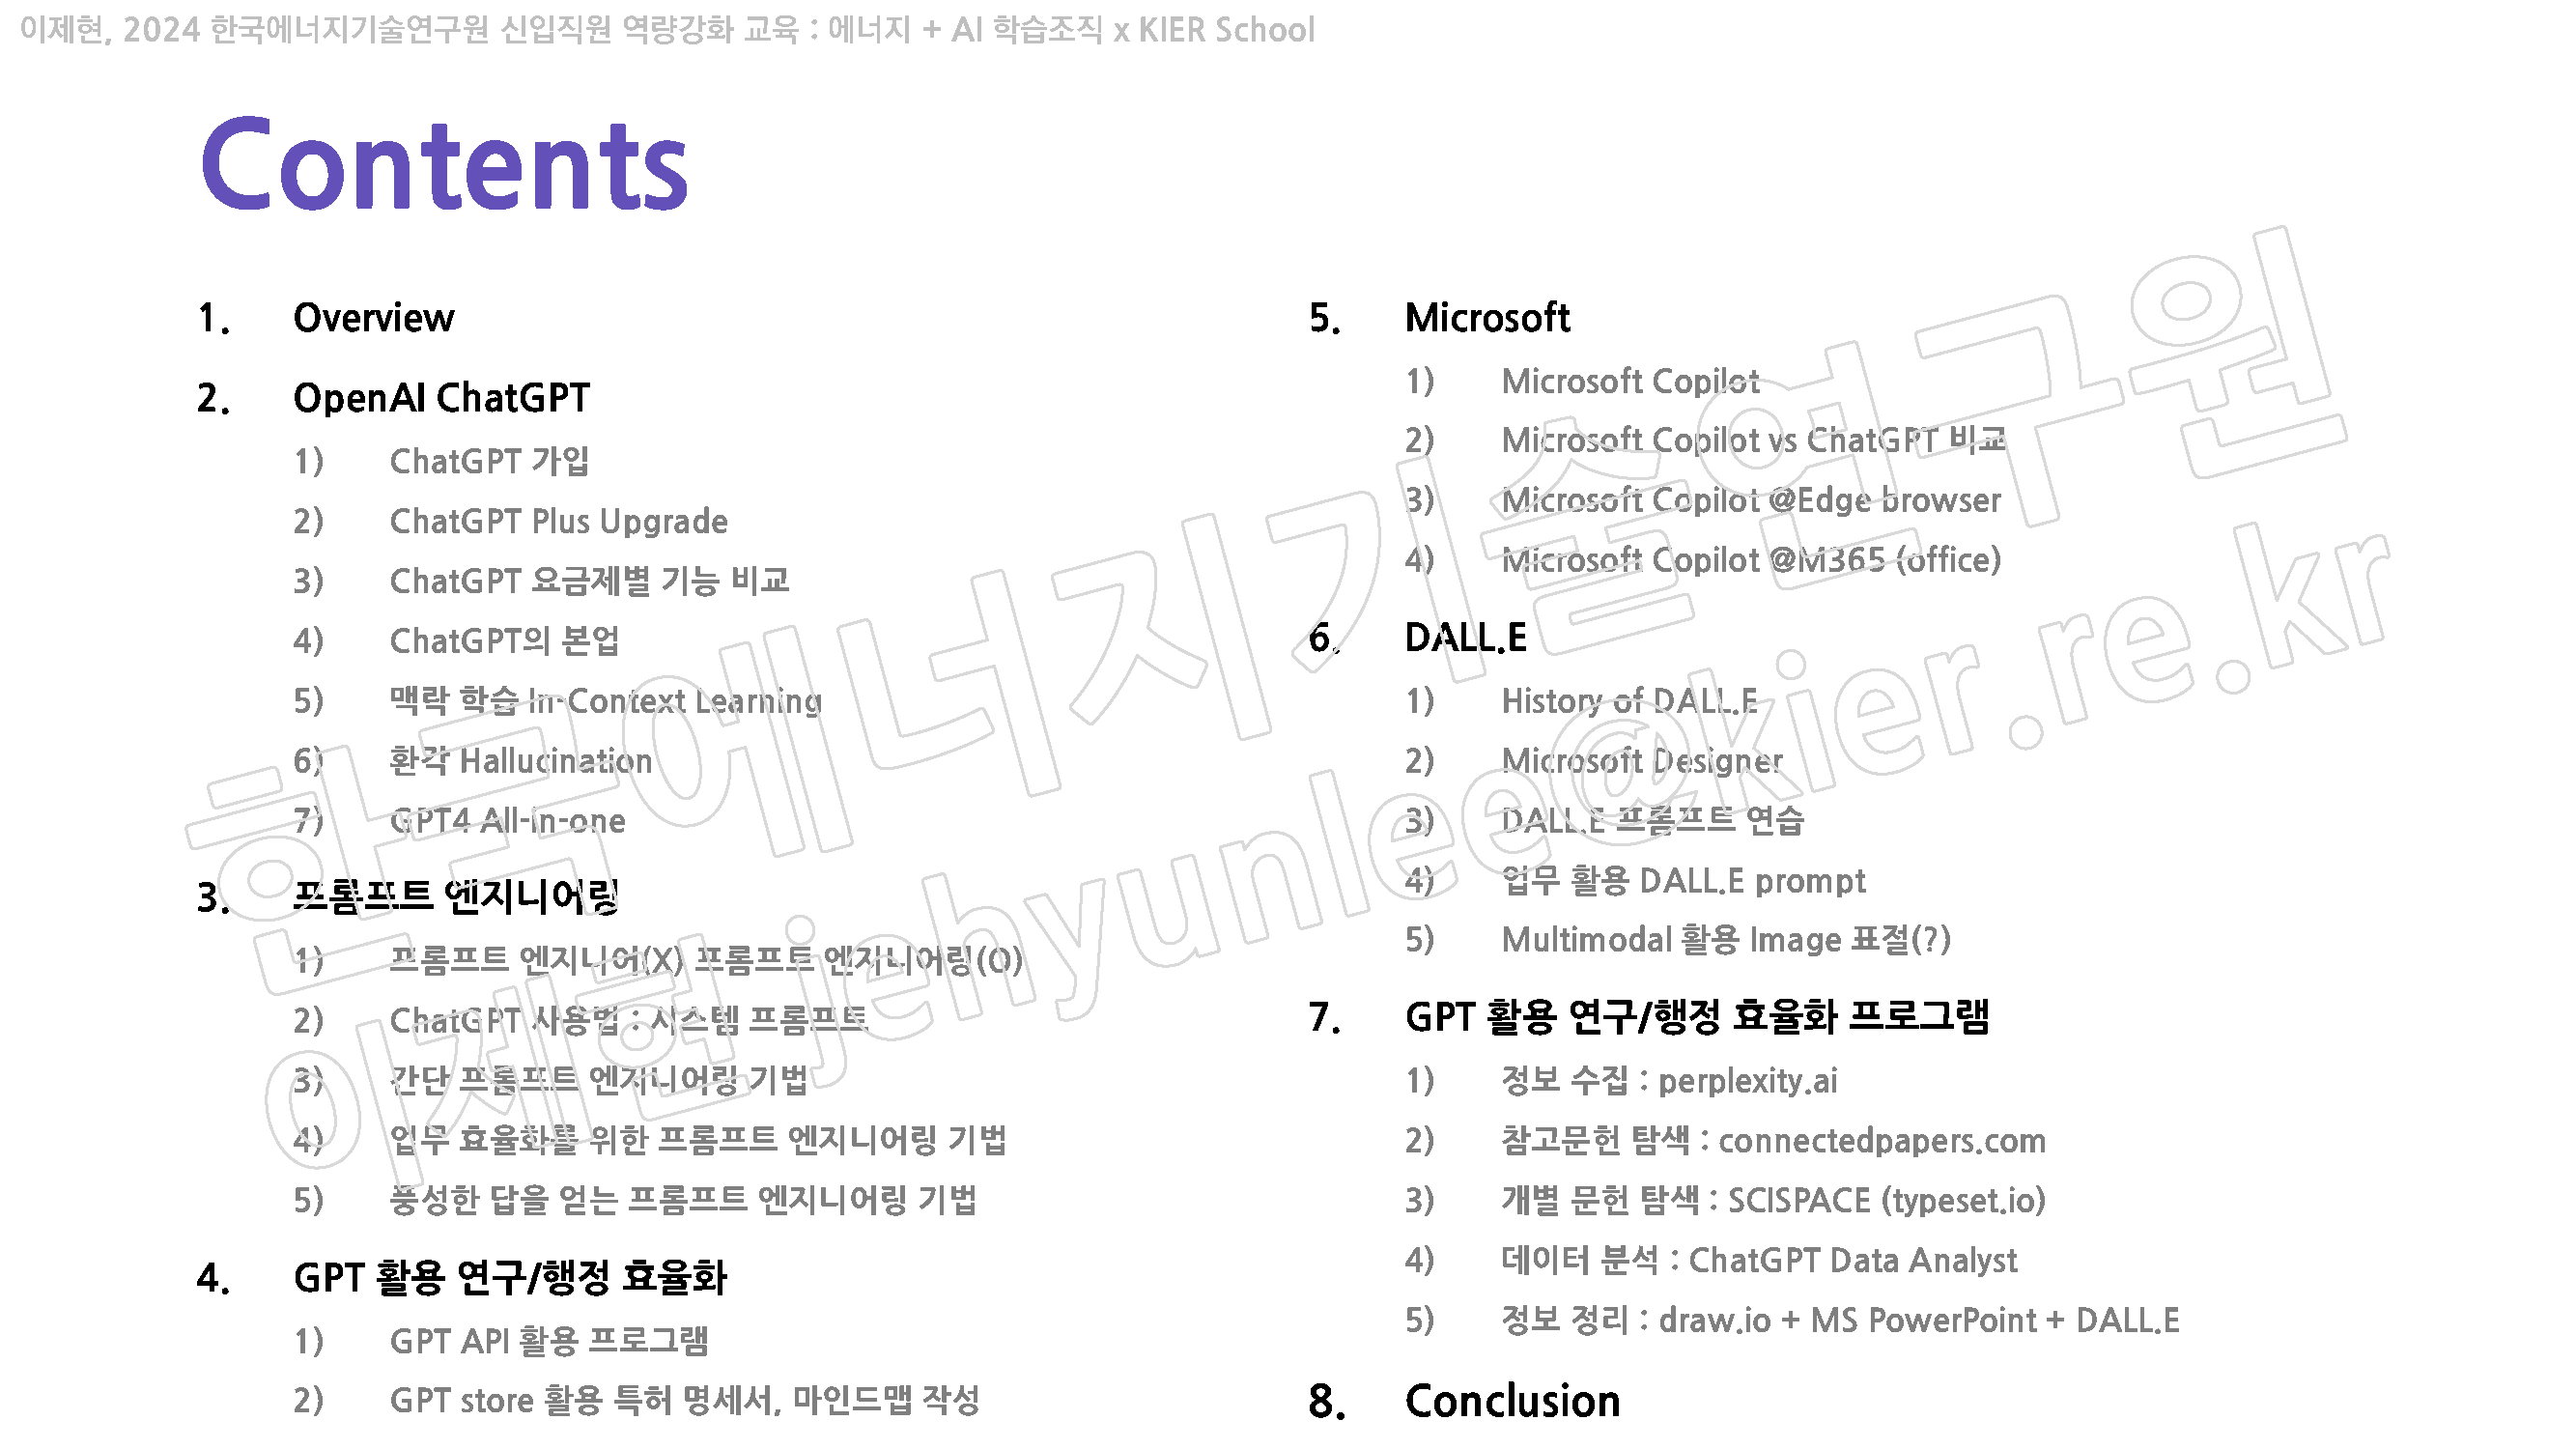 이제현, 2024 한국에너지기술연구원 신입직원 역량강화 교육 : 에너지 + AI 학습조직 x KIER School
Contents
1. Overview
2. OpenAI ChatGPT
1) ChatGPT 가입
2) ChatGPT Plus Upgrade
3) ChatGPT 요금제별 기능 비교
4) ChatGPT의 본업
5) 맥락 학습 In-Context Learning
6) 환각 Hallucination
7) GPT4 All-in-one
3. 프롬프트 엔지니어링
1) 프롬프트 엔지니어(X) 프롬프트 엔지니어링(O)
2) ChatGPT 사용법 : 시스템 프롬프트
3) 간단 프롬프트 엔지니어링 기법
4) 업무 효율화를 위한 프롬프트 엔지니어링 기법
5) 풍성한 답을 얻는 프롬프트 엔지니어링 기법
4. GPT 활용 연구/행정 효율화
1) GPT API 활용 프로그램
2) GPT store 활용 특허 명세서, 마인드맵 작성
5. Microsoft
1) Microsoft Copilot
2) Microsoft Copilot vs ChatGPT 비교
3) Microsoft Copilot @Edge browser
4) Microsoft Copilot @M365 (office)
6. DALL.E
1) History of DALL.E
2) Microsoft Designer
3) DALL.E 프롬프트 연습
4) 업무 활용 DALL.E prompt
5) Multimodal 활용 Image 표절(?)
7. GPT 활용 연구/행정 효율화 프로그램
1) 정보 수집 : perplexity.ai
2) 참고문헌 탐색 : connectedpapers.com
3) 개별 문헌 탐색 : SCISPACE (typeset.io)
4) 데이터 분석 : ChatGPT Data Analyst
5) 정보 정리 : draw.io + MS PowerPoint + DALL.E
8. Conclusion
한국에너지기술연구원
이제현 jehyunlee@kier.re.kr